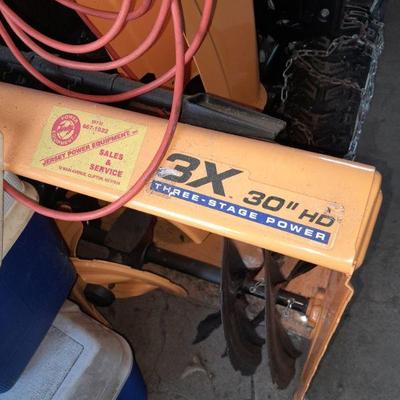 JERSEY POWER EQUIPMENT
SALES
&
SERVICE
3X 30" HD
THREE-STAGE POWER